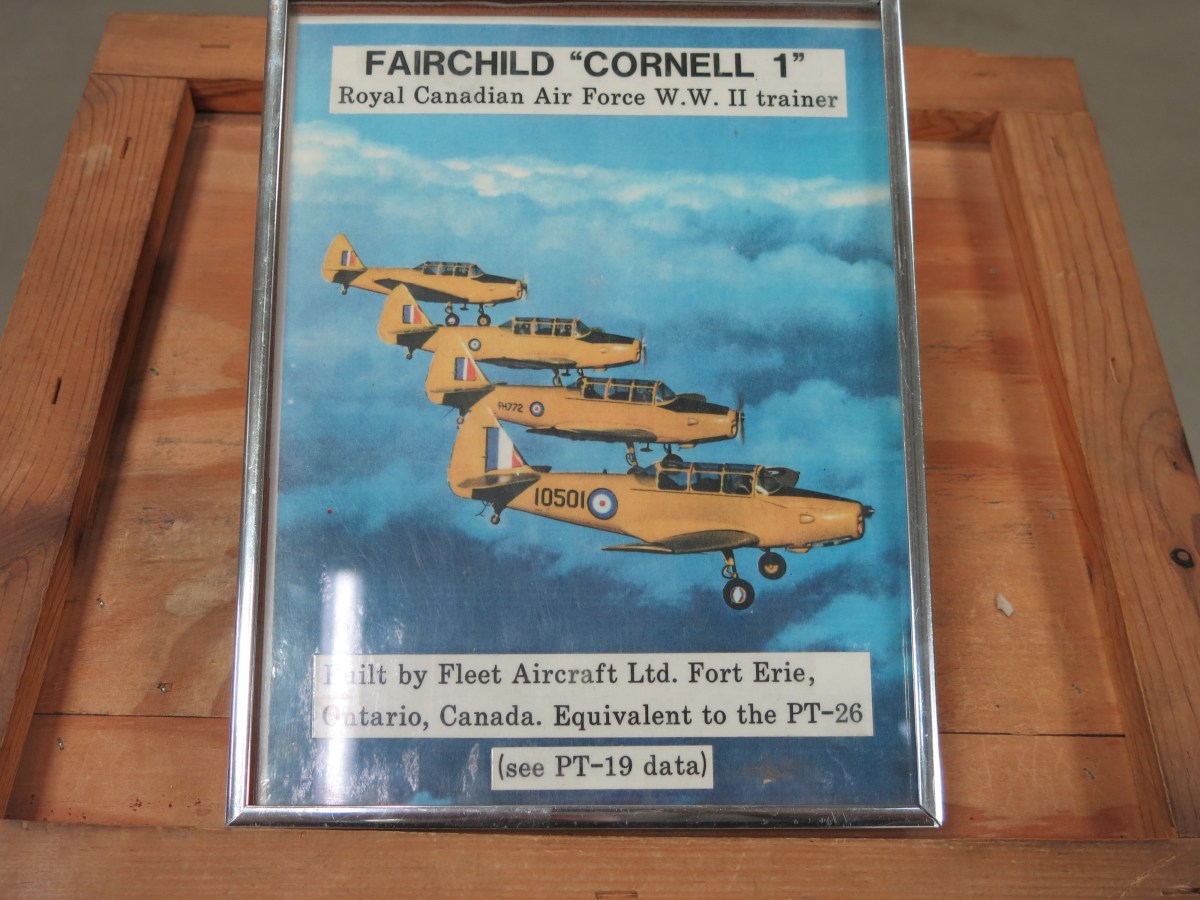 FAIRCHILD "CORNELL 1"
Royal Canadian Air Force W.W. II trainer
FH772
10501
Built by Fleet Aircraft Ltd. Fort Erie,
Ontario, Canada. Equivalent to the PT-26
(see PT-19 data)